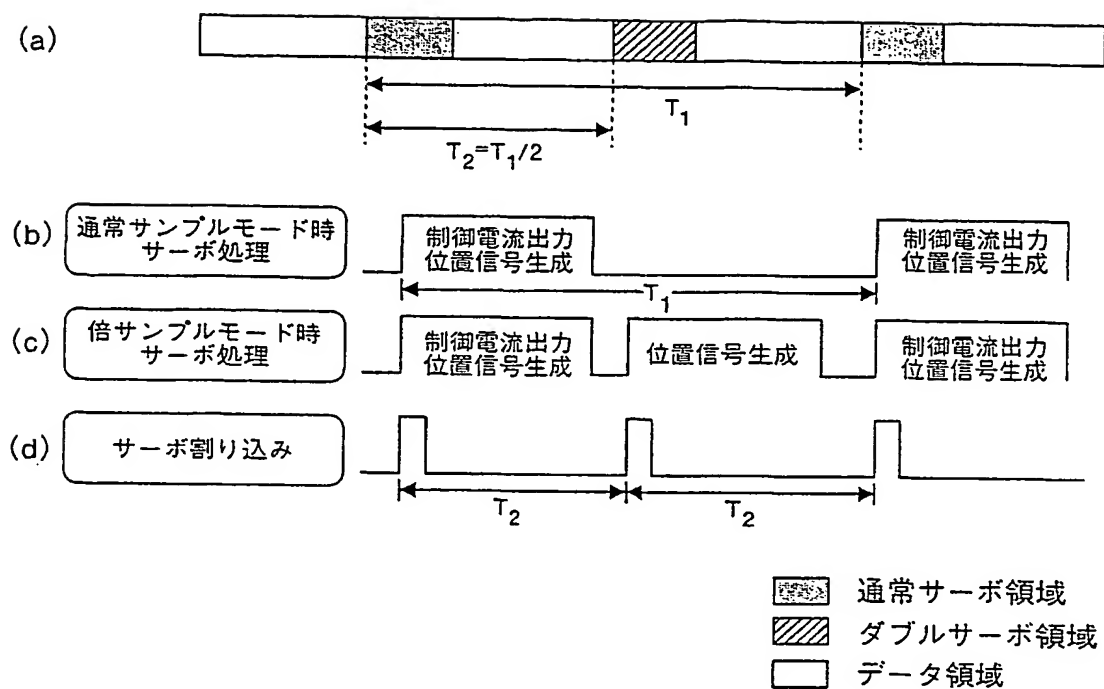 (a)
T₁
T₂=T₁/2
(b)
通常サンプルモード時
サーボ処理
制御電流出力
位置信号生成
制御電流出力
位置信号生成
T₁
(c)
倍サンプルモード時
サーボ処理
制御電流出力
位置信号生成
位置信号生成
制御電流出力
位置信号生成
(d)
サーボ割り込み
T₂
T₂
通常サーボ領域
ダブルサーボ領域
データ領域